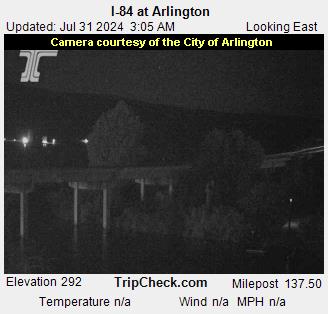 I-84 at Arlington
Updated: Jul 31 2024 3:05 AM Looking East
Camera courtesy of the City of Arlington
Elevation 292 TripCheck.com Milepost 137.50
Temperature n/a Wind n/a MPH n/a